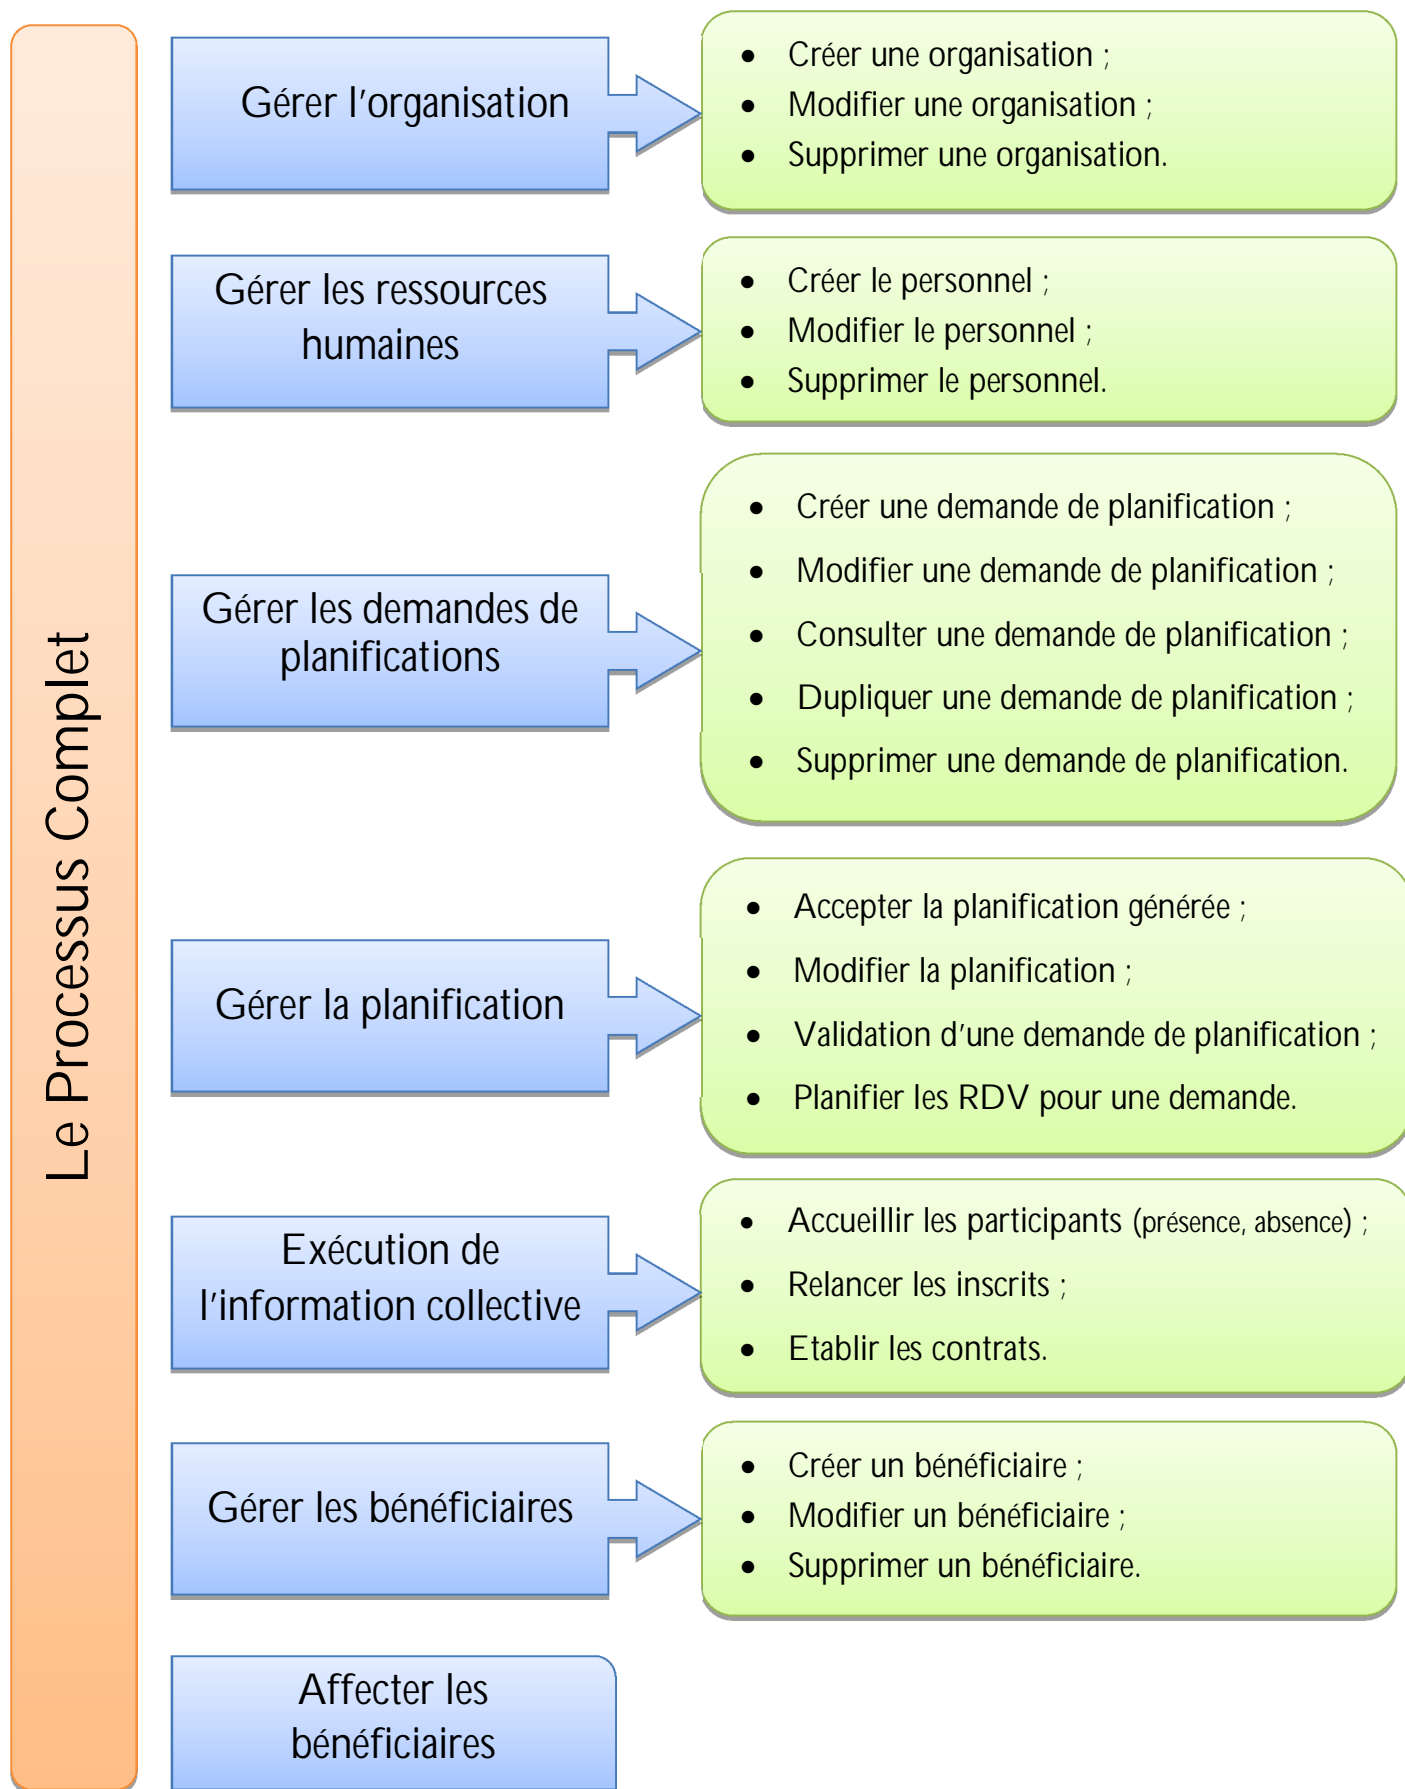 Le Processus Complet
Gérer l'organisation
• Créer une organisation ;
• Modifier une organisation ;
• Supprimer une organisation.
Gérer les ressources
humaines
• Créer le personnel ;
• Modifier le personnel ;
• Supprimer le personnel.
Gérer les demandes de
planifications
• Créer une demande de planification ;
• Modifier une demande de planification ;
• Consulter une demande de planification ;
• Dupliquer une demande de planification ;
• Supprimer une demande de planification.
Gérer la planification
• Accepter la planification générée ;
• Modifier la planification ;
• Validation d'une demande de planification ;
• Planifier les RDV pour une demande.
Exécution de
l'information collective
• Accueillir les participants (présence, absence) ;
• Relancer les inscrits ;
• Etablir les contrats.
Gérer les bénéficiaires
• Créer un bénéficiaire ;
• Modifier un bénéficiaire ;
• Supprimer un bénéficiaire.
Affecter les
bénéficiaires